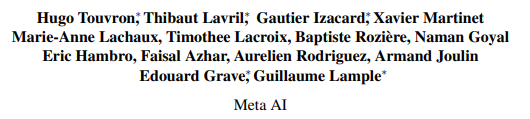 Hugo Touvron*, Thibaut Lavril*, Gautier Izacard*, Xavier Martinet
Marie-Anne Lachaux, Timothee Lacroix, Baptiste Rozière, Naman Goyal
Eric Hambro, Faisal Azhar, Aurelien Rodriguez, Armand Joulin
Edouard Grave*, Guillaume Lample*
Meta AI